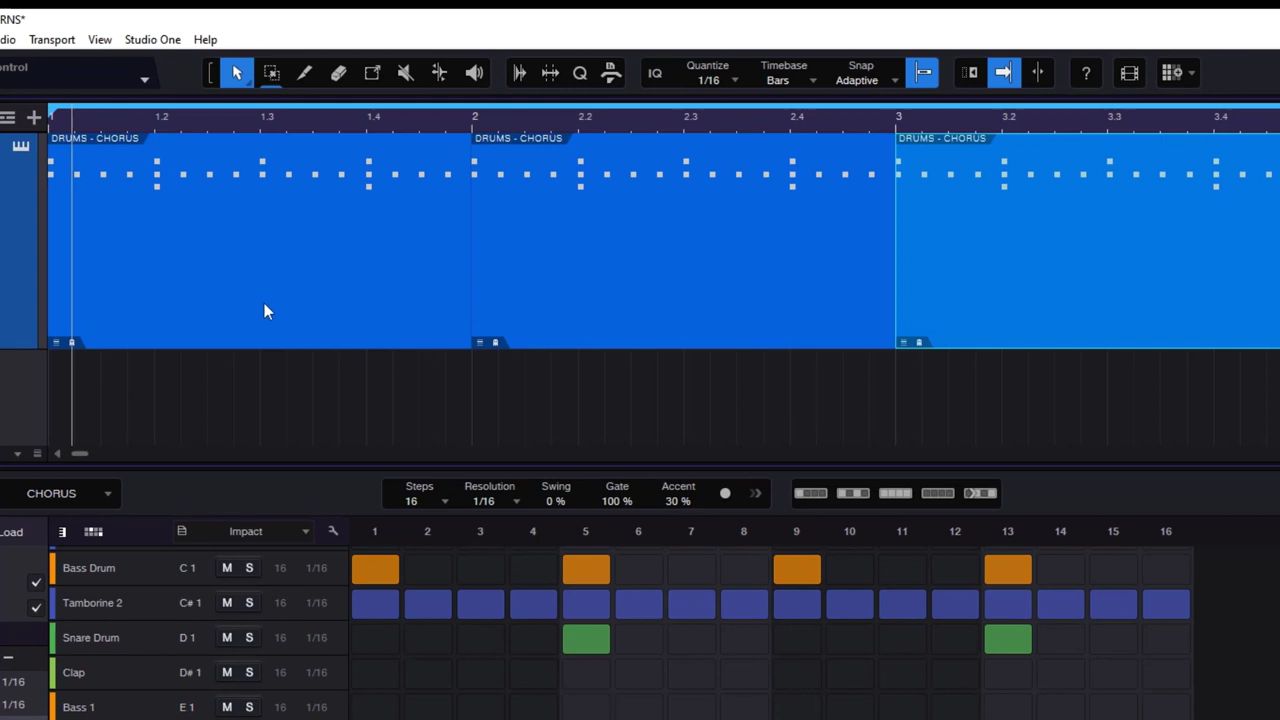 RNS*
dio Transport View Studio One Help
ontrol
IQ Quantize 1/16 Timebase Bars Snap Adaptive ?
1.2 1.3 1.4 2 2.2 2.3 2.4 3 3.2 3.3 3.4
DRUMS - CHORUS DRUMS - CHORUS DRUMS - CHORUS
CHORUS
Steps Resolution Swing Gate Accent
16 1/16 0 % 100 % 30 %
Load Impact 1 2 3 4 5 6 7 8 9 10 11 12 13 14 15 16
Bass Drum C 1 M S 16 1/16
Tamborine 2 C# 1 M S 16 1/16
Snare Drum D 1 M S 16 1/16
Clap D# 1 M S 16 1/16
1/16
1/16 Bass 1 E 1 M S 16 1/16